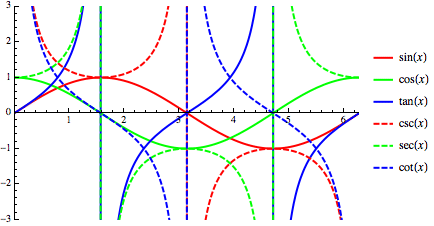 3
2
1
0
−1
−2
−3
1 2 3 4 5 6
sin(x)
cos(x)
tan(x)
csc(x)
sec(x)
cot(x)